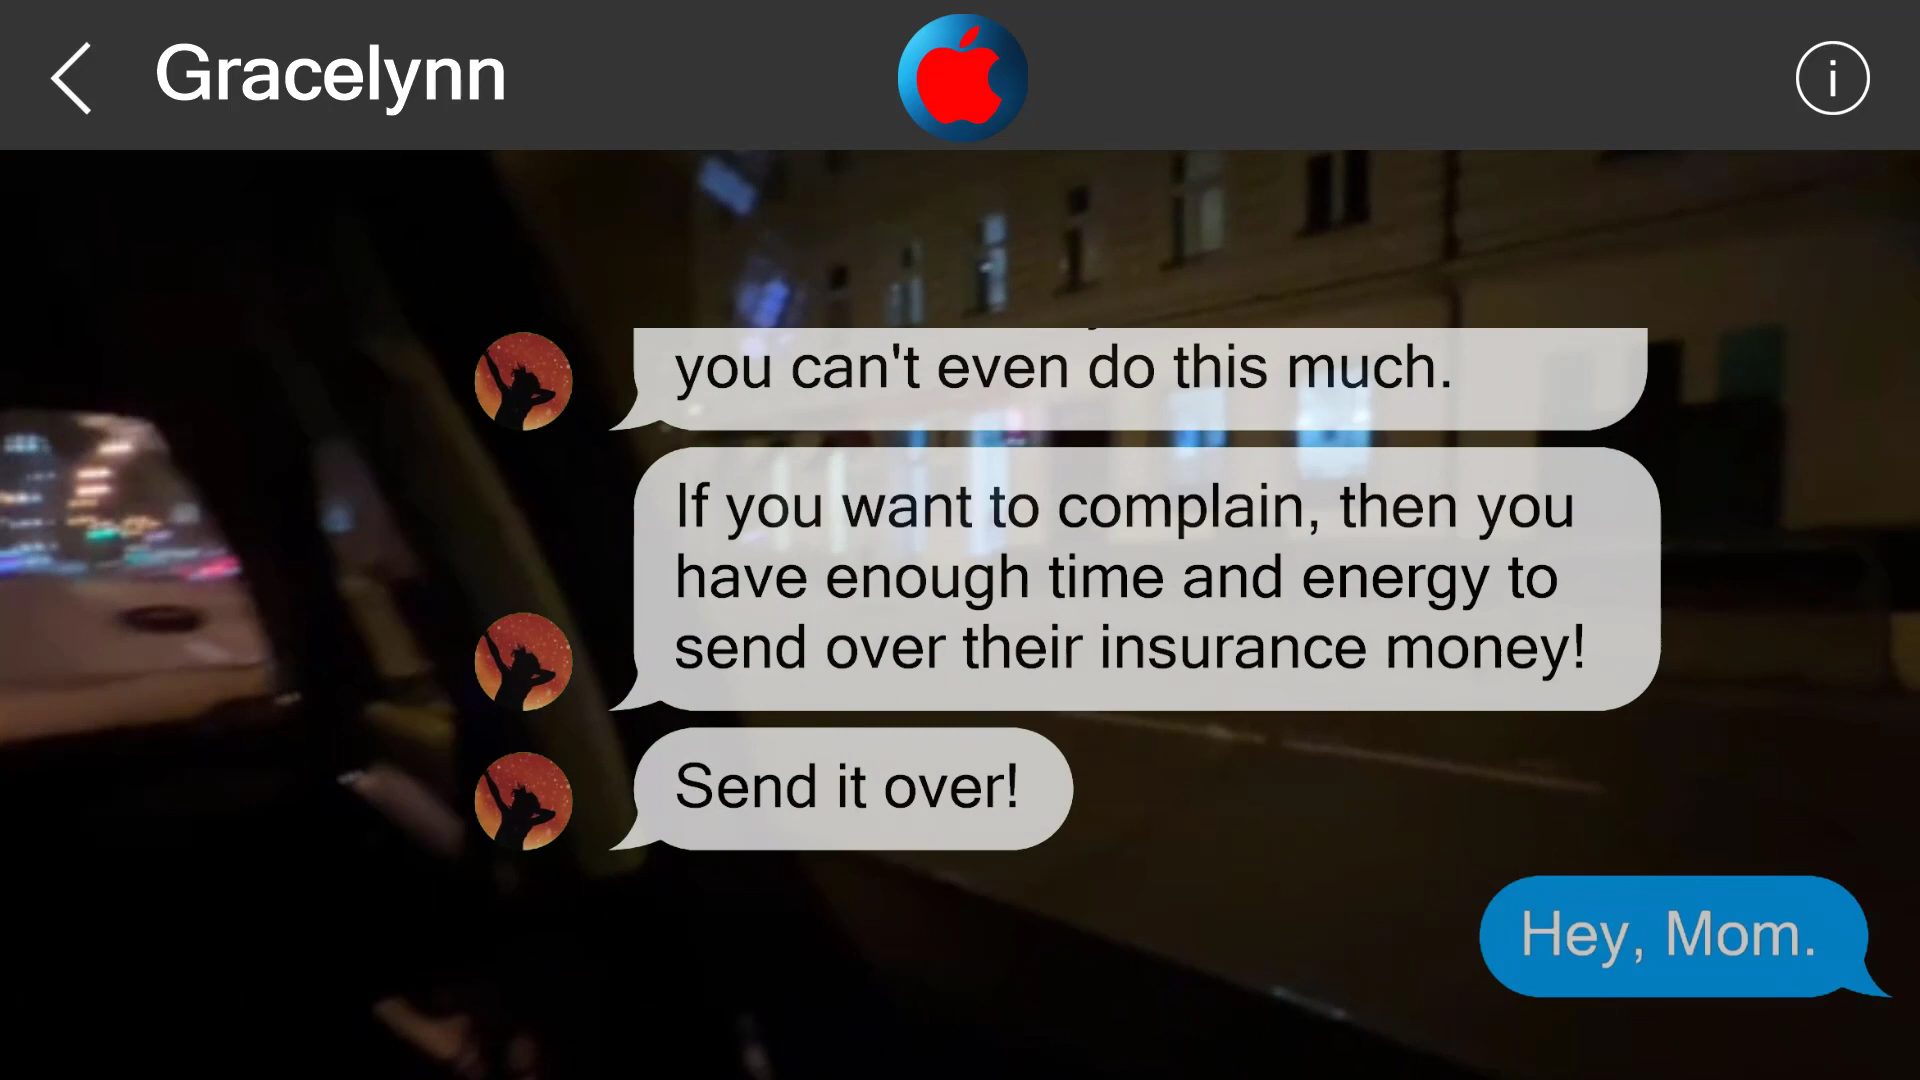 Gracelynn
i
you can't even do this much.
If you want to complain, then you
have enough time and energy to
send over their insurance money!
Send it over!
Hey, Mom.